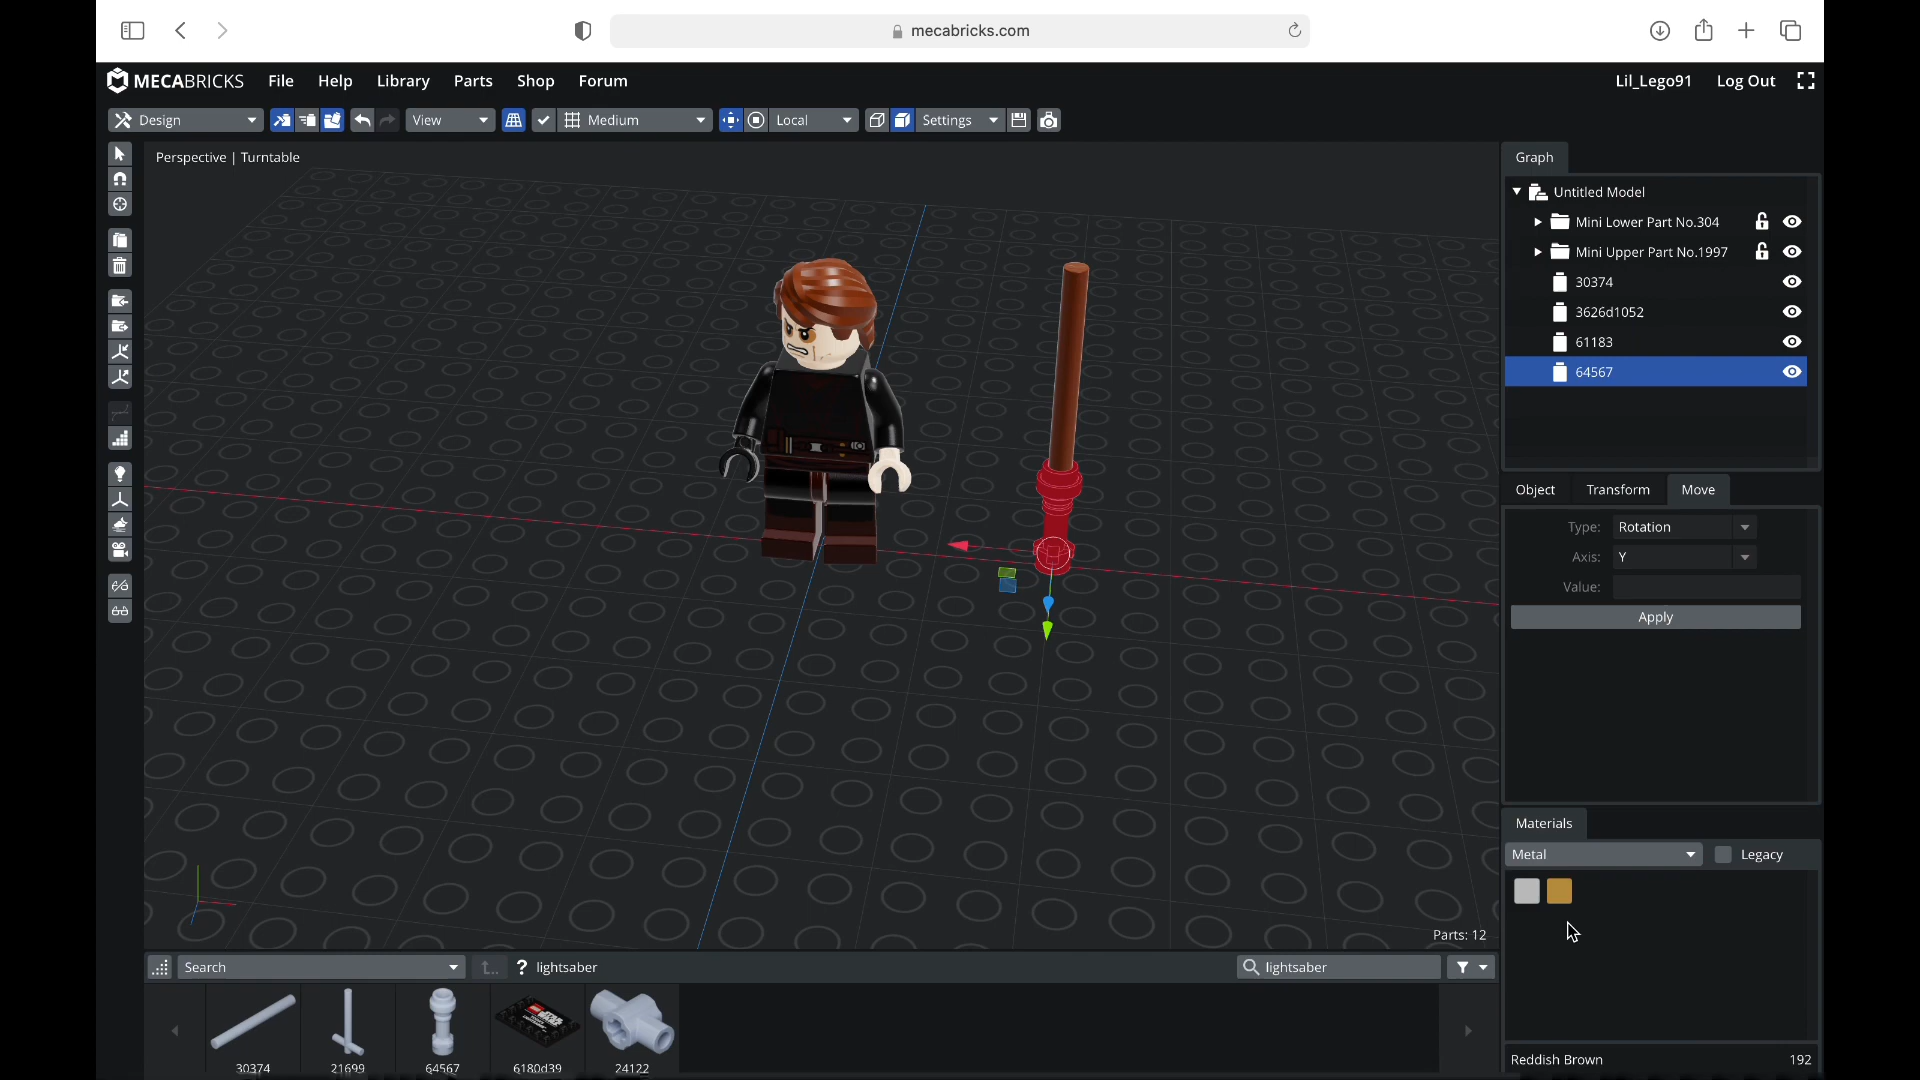 mecabricks.com
MECABRICKS File Help Library Parts Shop Forum Lil_Lego91 Log Out
Design View Medium Local Settings
Perspective | Turntable
Graph
Untitled Model
Mini Lower Part No.304
Mini Upper Part No.1997
30374
3626d1052
61183
64567
Object Transform Move
Type: Rotation
Axis: Y
Value:
Apply
Materials
Metal Legacy
Parts: 12
Search ? lightsaber lightsaber
30374 21699 64567 6180d39 24122
Reddish Brown 192